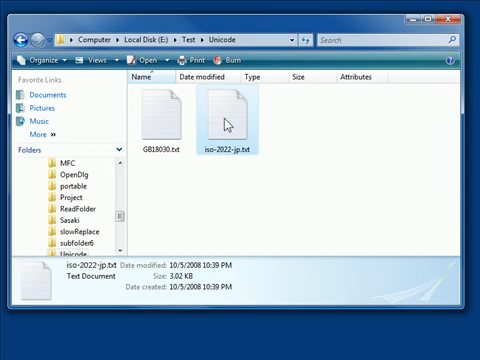 Computer Local Disk (E:) Test Unicode
Search
Organize Views Open Print Burn
Favorite Links
Documents
Pictures
Music
More
Folders
MFC
OpenDlg
portable
Project
ReadFolder
Sasaki
slowReplace
subfolder6
Unicode
Name Date modified Type Size Attributes
GB18030.txt
iso-2022-jp.txt
iso-2022-jp.txt Date modified: 10/5/2008 10:39 PM
Text Document Size: 3.02 KB
Date created: 10/5/2008 10:39 PM